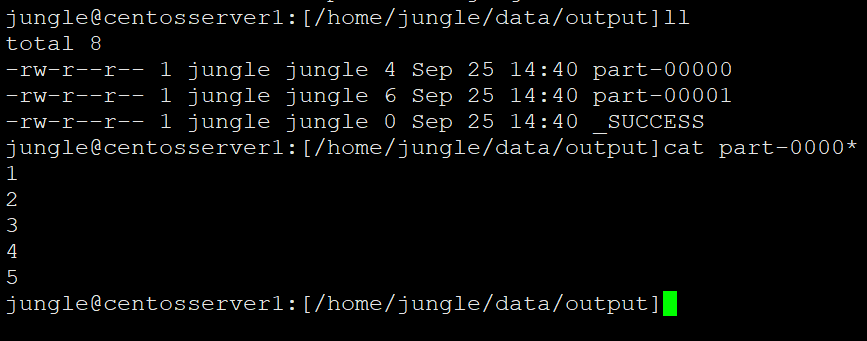 jungle@centosserver1:[/home/jungle/data/output]ll
total 8
-rw-r--r-- 1 jungle jungle 4 Sep 25 14:40 part-00000
-rw-r--r-- 1 jungle jungle 6 Sep 25 14:40 part-00001
-rw-r--r-- 1 jungle jungle 0 Sep 25 14:40 _SUCCESS
jungle@centosserver1:[/home/jungle/data/output]cat part-0000*
1
2
3
4
5
jungle@centosserver1:[/home/jungle/data/output]